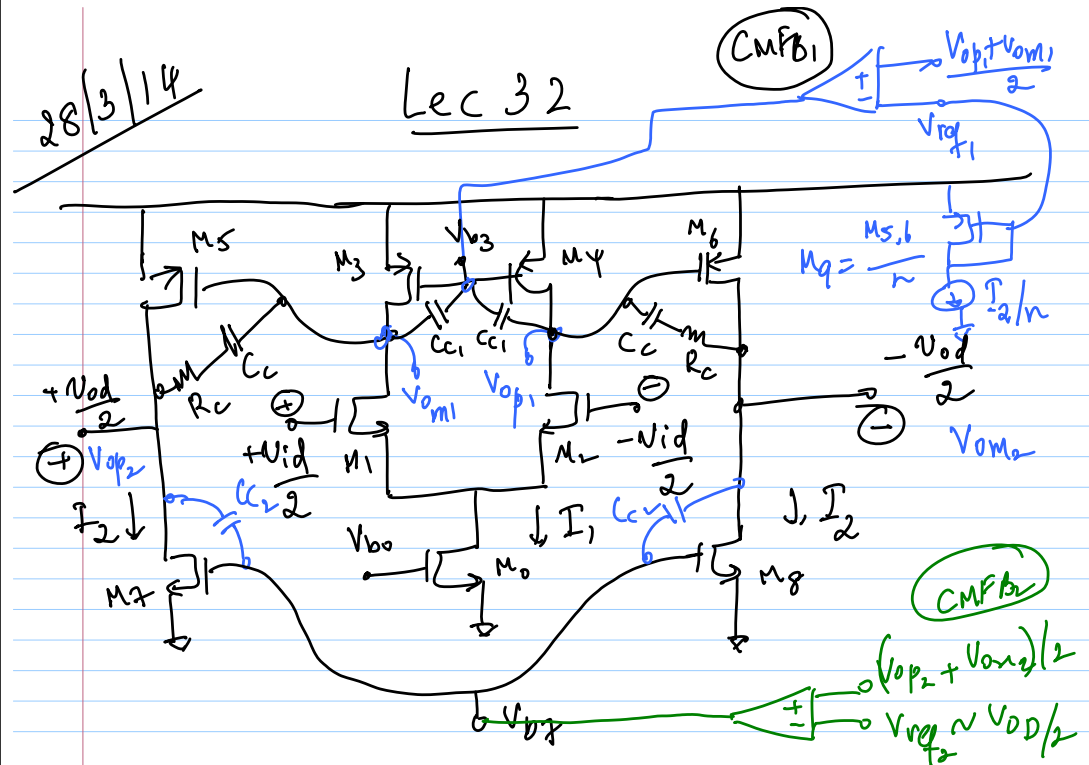 28/3/14
Lec 32
CMFB1
Vop1+Vom1
2
+
-
Vref1
M5
M3
Vb3
M4
M6
M9 = M5,6
n
I2/n
Cc
Rc
CC1
CC1
Cc
Rc
+Vod
2
+
Vop2
Vom1
Vop1
+
+Vid
2
M1
M2
-
-Vid
2
-Vod
2
-
Vom2
I2
CC2
Vb0
M0
I1
CC2
I2
M7
M8
CMFB2
(Vop2 + Vom2)/2
+
-
Vref2 ~ VDD/2
Vb7